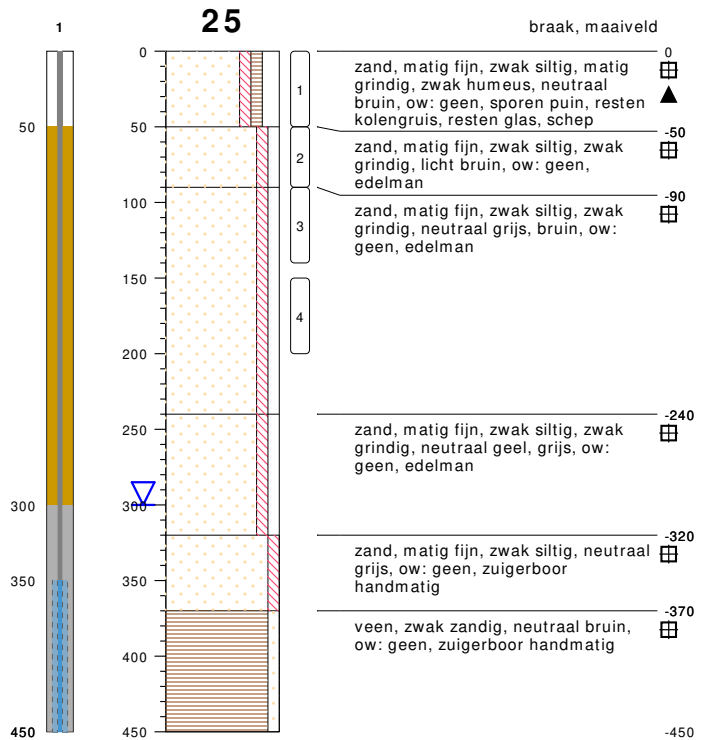 1
25
braak, maaiveld
0
0
zand, matig fijn, zwak siltig, matig
grindig, zwak humeus, neutraal
bruin, ow: geen, sporen puin, resten
kolengruis, resten glas, schep
1
50
50
-50
zand, matig fijn, zwak siltig, zwak
grindig, licht bruin, ow: geen,
edelman
2
-90
100
zand, matig fijn, zwak siltig, zwak
grindig, neutraal grijs, bruin, ow:
geen, edelman
3
150
4
200
-240
250
zand, matig fijn, zwak siltig, zwak
grindig, neutraal geel, grijs, ow:
geen, edelman
300
300
-320
zand, matig fijn, zwak siltig, neutraal
grijs, ow: geen, zuigerboor
handmatig
350
350
-370
veen, zwak zandig, neutraal bruin,
ow: geen, zuigerboor handmatig
400
450
450
-450